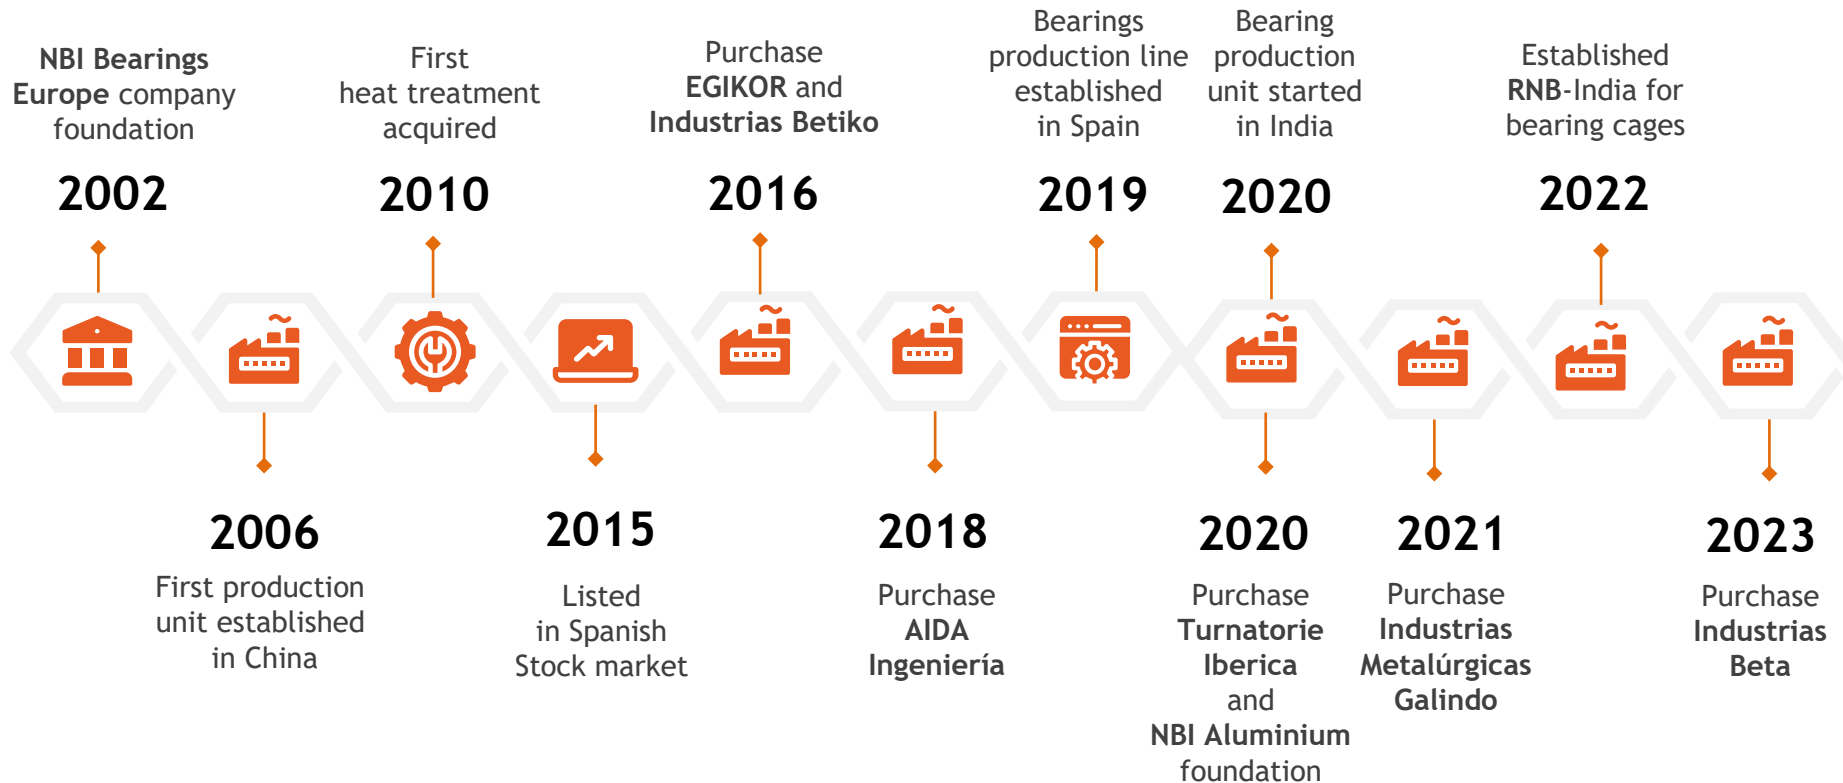 NBI Bearings
Europe company
foundation
2002
First
heat treatment
acquired
2010
Purchase
EGIKOR and
Industrias Betiko
2016
Bearings
production line
established
in Spain
2019
Bearing
production
unit started
in India
2020
Established
RNB-India for
bearing cages
2022
2006
First production
unit established
in China
2015
Listed
in Spanish
Stock market
2018
Purchase
AIDA
Ingeniería
2020
Purchase
Turnatorie
Iberica
and
NBI Aluminium
foundation
2021
Purchase
Industrias
Metalúrgicas
Galindo
2023
Purchase
Industrias
Beta